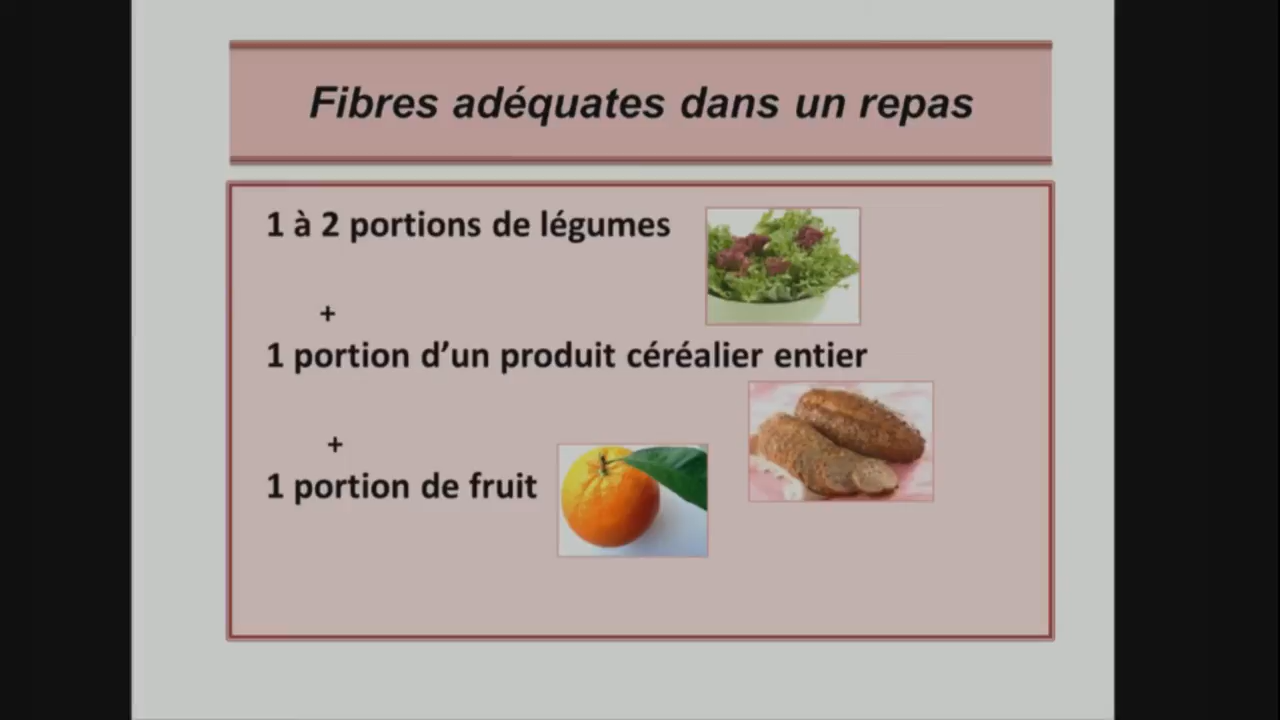 Fibres adéquates dans un repas
1 à 2 portions de légumes
+
1 portion d’un produit céréalier entier
+
1 portion de fruit